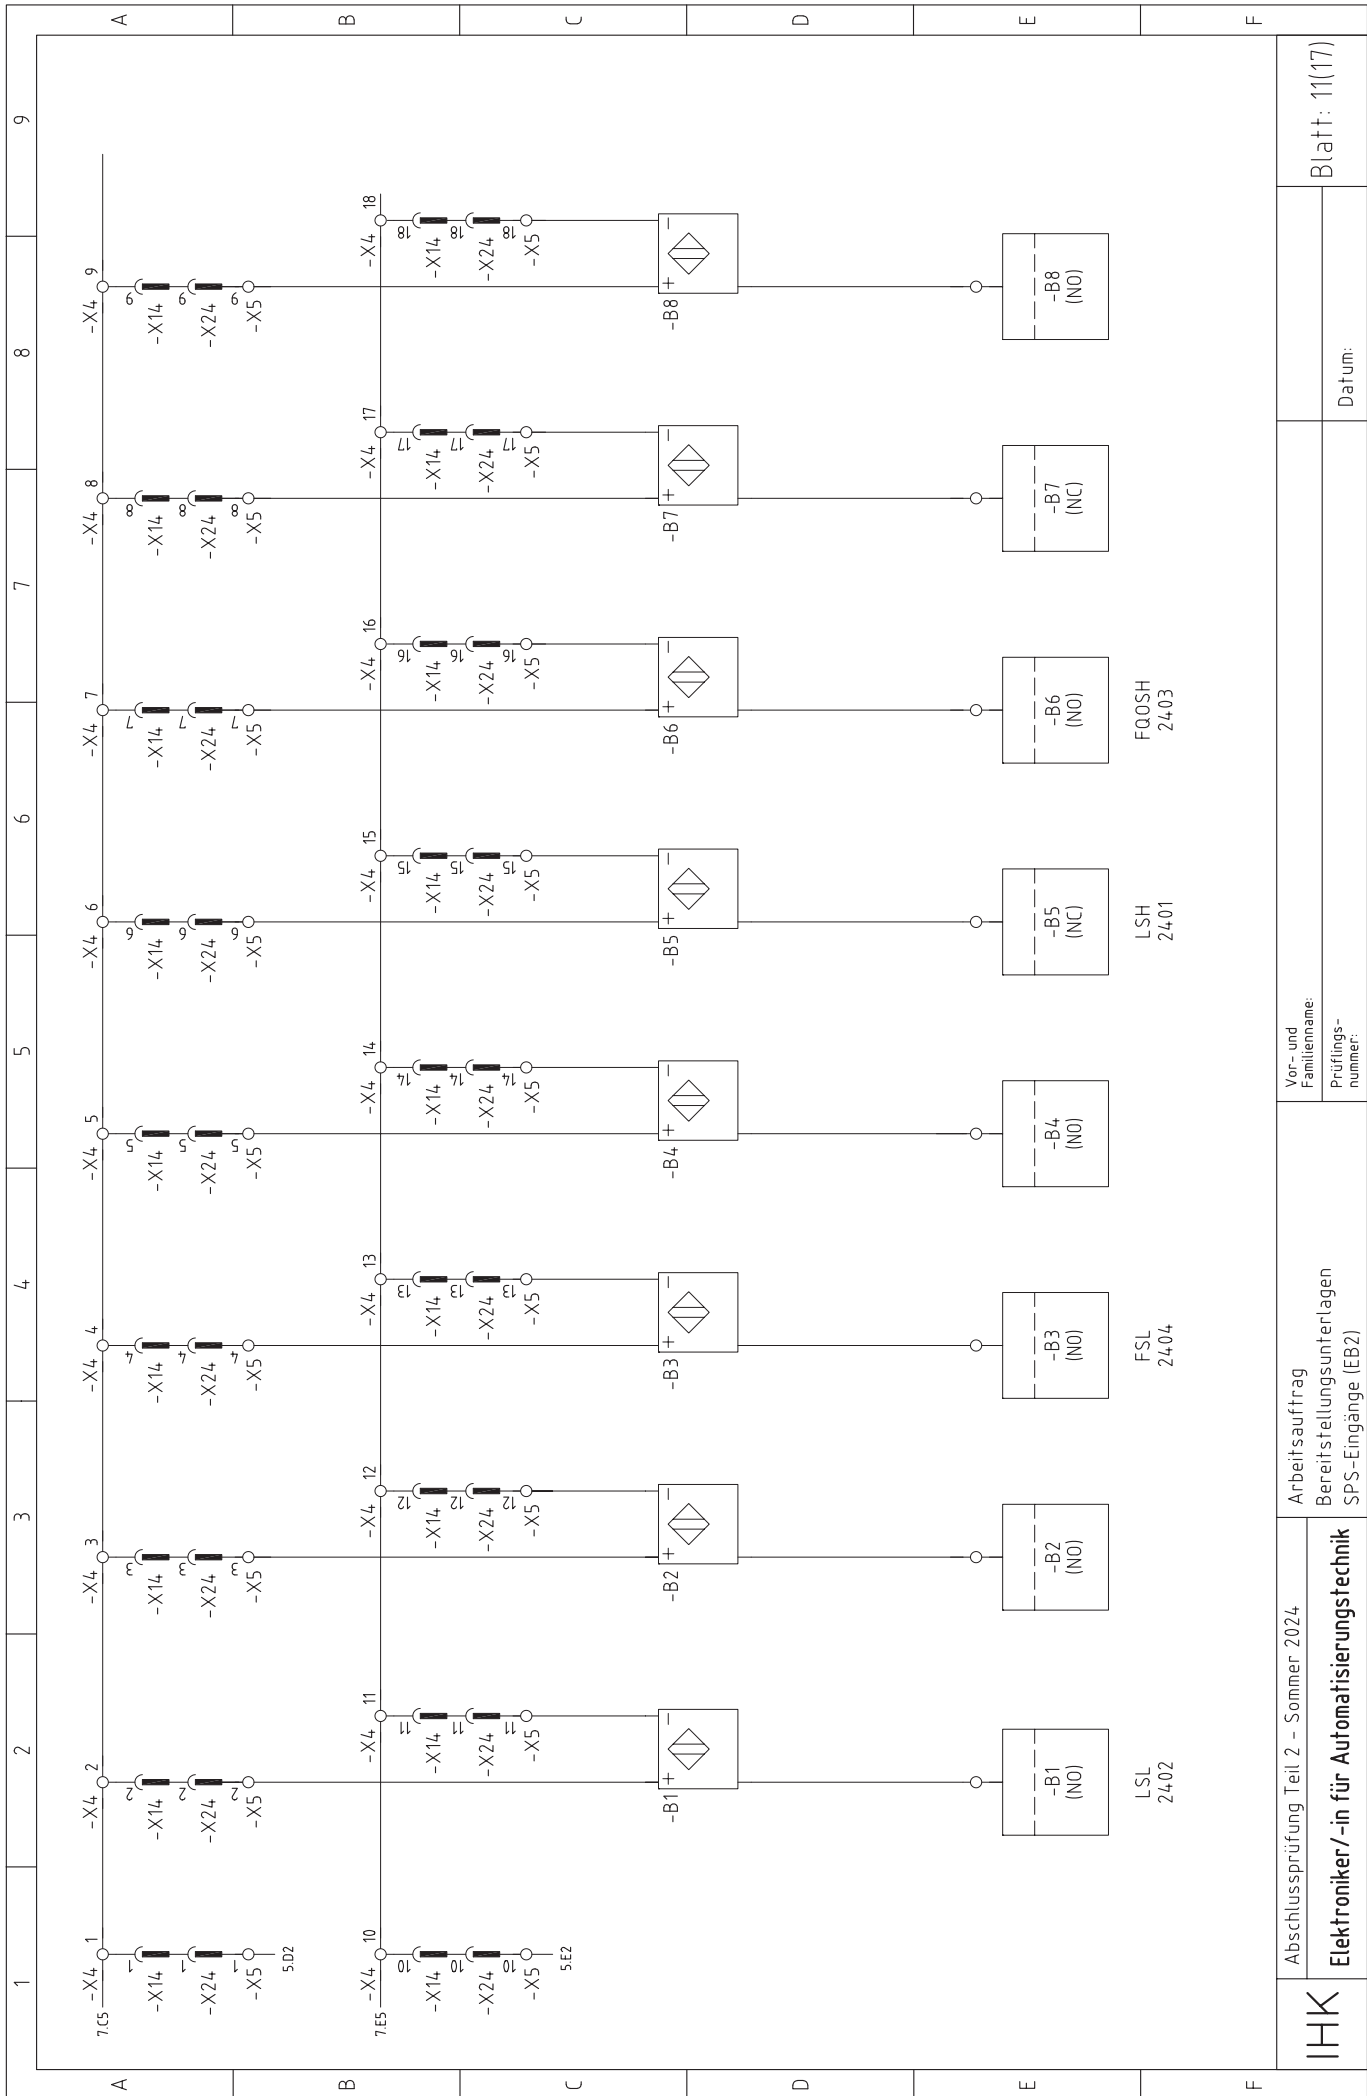 1 2 3 4 5 6 7 8 9
A A
7.C5 -X4 1 -X4 2 -X4 3 -X4 4 -X4 5 -X4 6 -X4 7 -X4 8 -X4 9
1 2 3 4 5 6 7 8 9
-X14 -X14 -X14 -X14 -X14 -X14 -X14 -X14 -X14
1 2 3 4 5 6 7 8 9
-X24 -X24 -X24 -X24 -X24 -X24 -X24 -X24 -X24
1 2 3 4 5 6 7 8 9
-X5 -X5 -X5 -X5 -X5 -X5 -X5 -X5 -X5
5.D2
B B
7.E5 -X4 10 -X4 11 -X4 12 -X4 13 -X4 14 -X4 15 -X4 16 -X4 17 -X4 18
10 11 12 13 14 15 16 17 18
-X14 -X14 -X14 -X14 -X14 -X14 -X14 -X14 -X14
10 11 12 13 14 15 16 17 18
-X24 -X24 -X24 -X24 -X24 -X24 -X24 -X24 -X24
10 11 12 13 14 15 16 17 18
-X5 -X5 -X5 -X5 -X5 -X5 -X5 -X5 -X5
5.E2
C C
-B1 + - -B2 + - -B3 + - -B4 + - -B5 + - -B6 + - -B7 + - -B8 + -
D D
E E
-B1 -B2 -B3 -B4 -B5 -B6 -B7 -B8
(NO) (NO) (NO) (NO) (NC) (NO) (NC) (NO)
LSL FSL LSH FQOSH
2402 2404 2401 2403
F F
IHK
Abschlussprüfung Teil 2 - Sommer 2024
Elektroniker/-in für Automatisierungstechnik
Arbeitsauftrag
Bereitstellungsunterlagen
SPS-Eingänge (EB2)
Vor- und
Familienname:
Prüflings-
nummer:
Datum:
Blatt: 11(17)